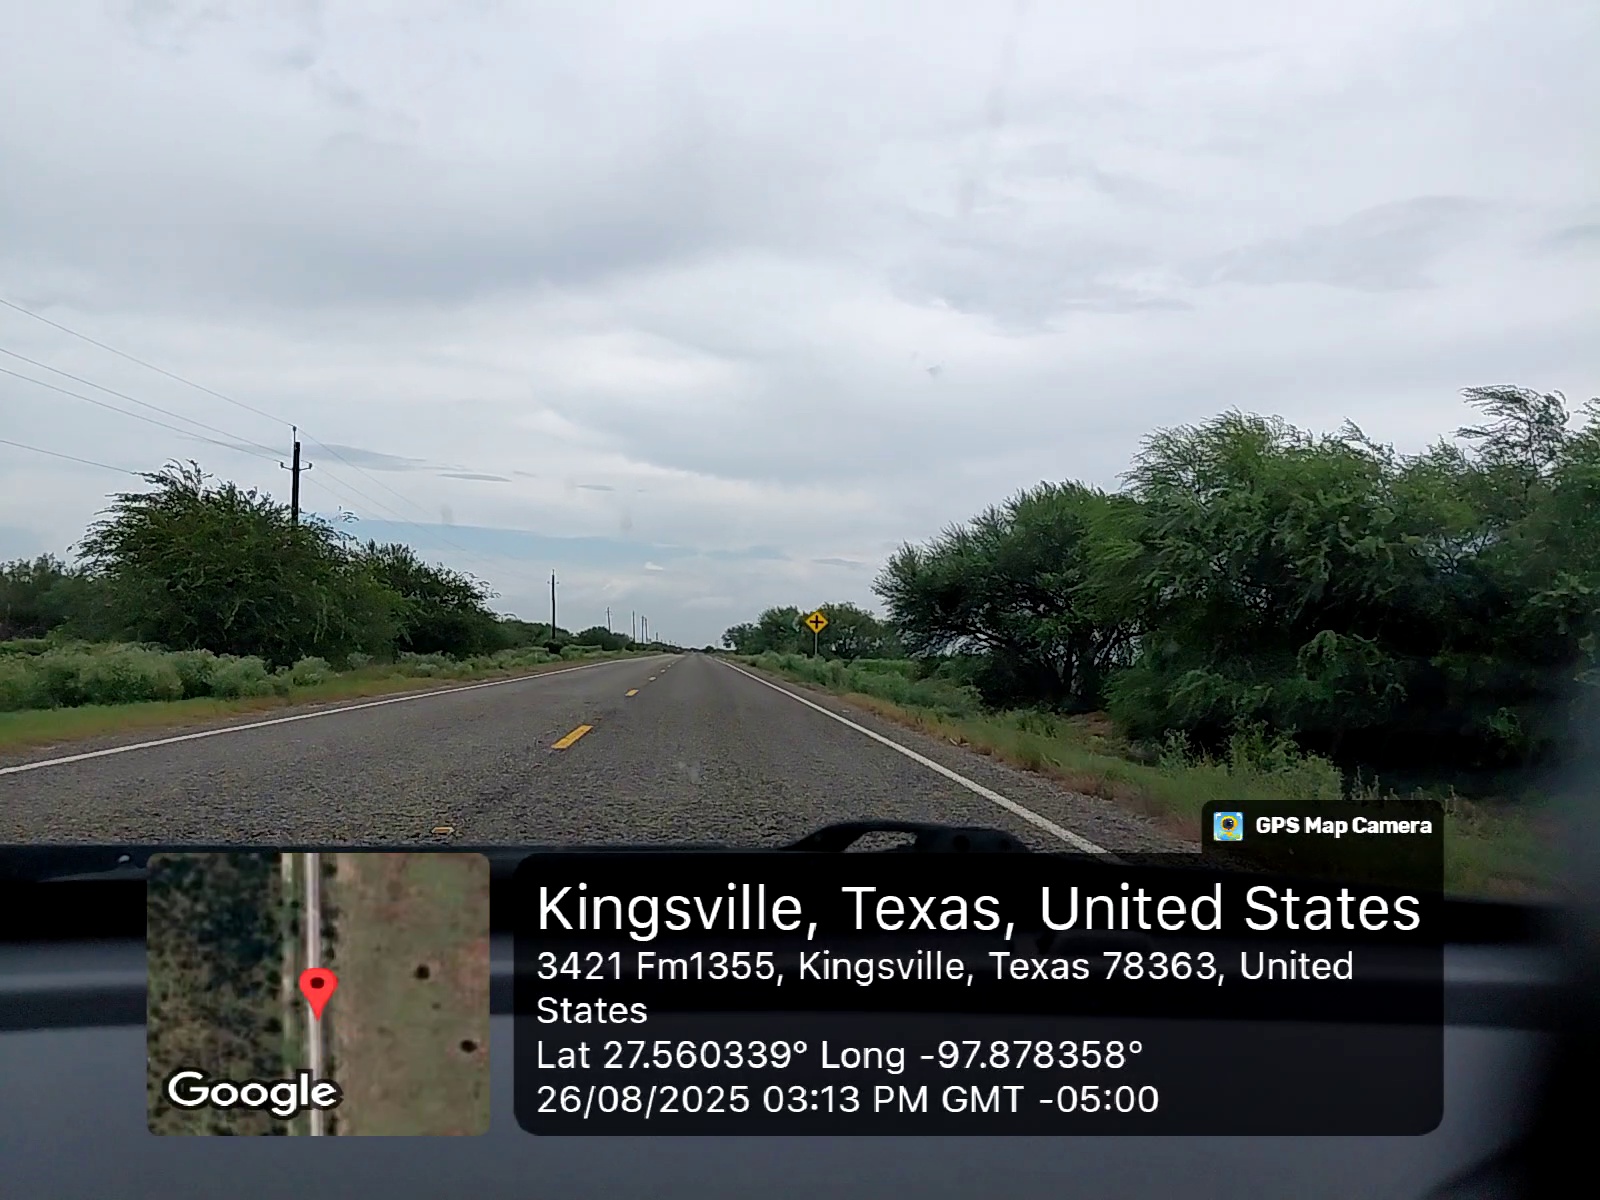 GPS Map Camera
Kingsville, Texas, United States
3421 Fm1355, Kingsville, Texas 78363, United
States
Lat 27.560339° Long -97.878358°
26/08/2025 03:13 PM GMT -05:00
Google